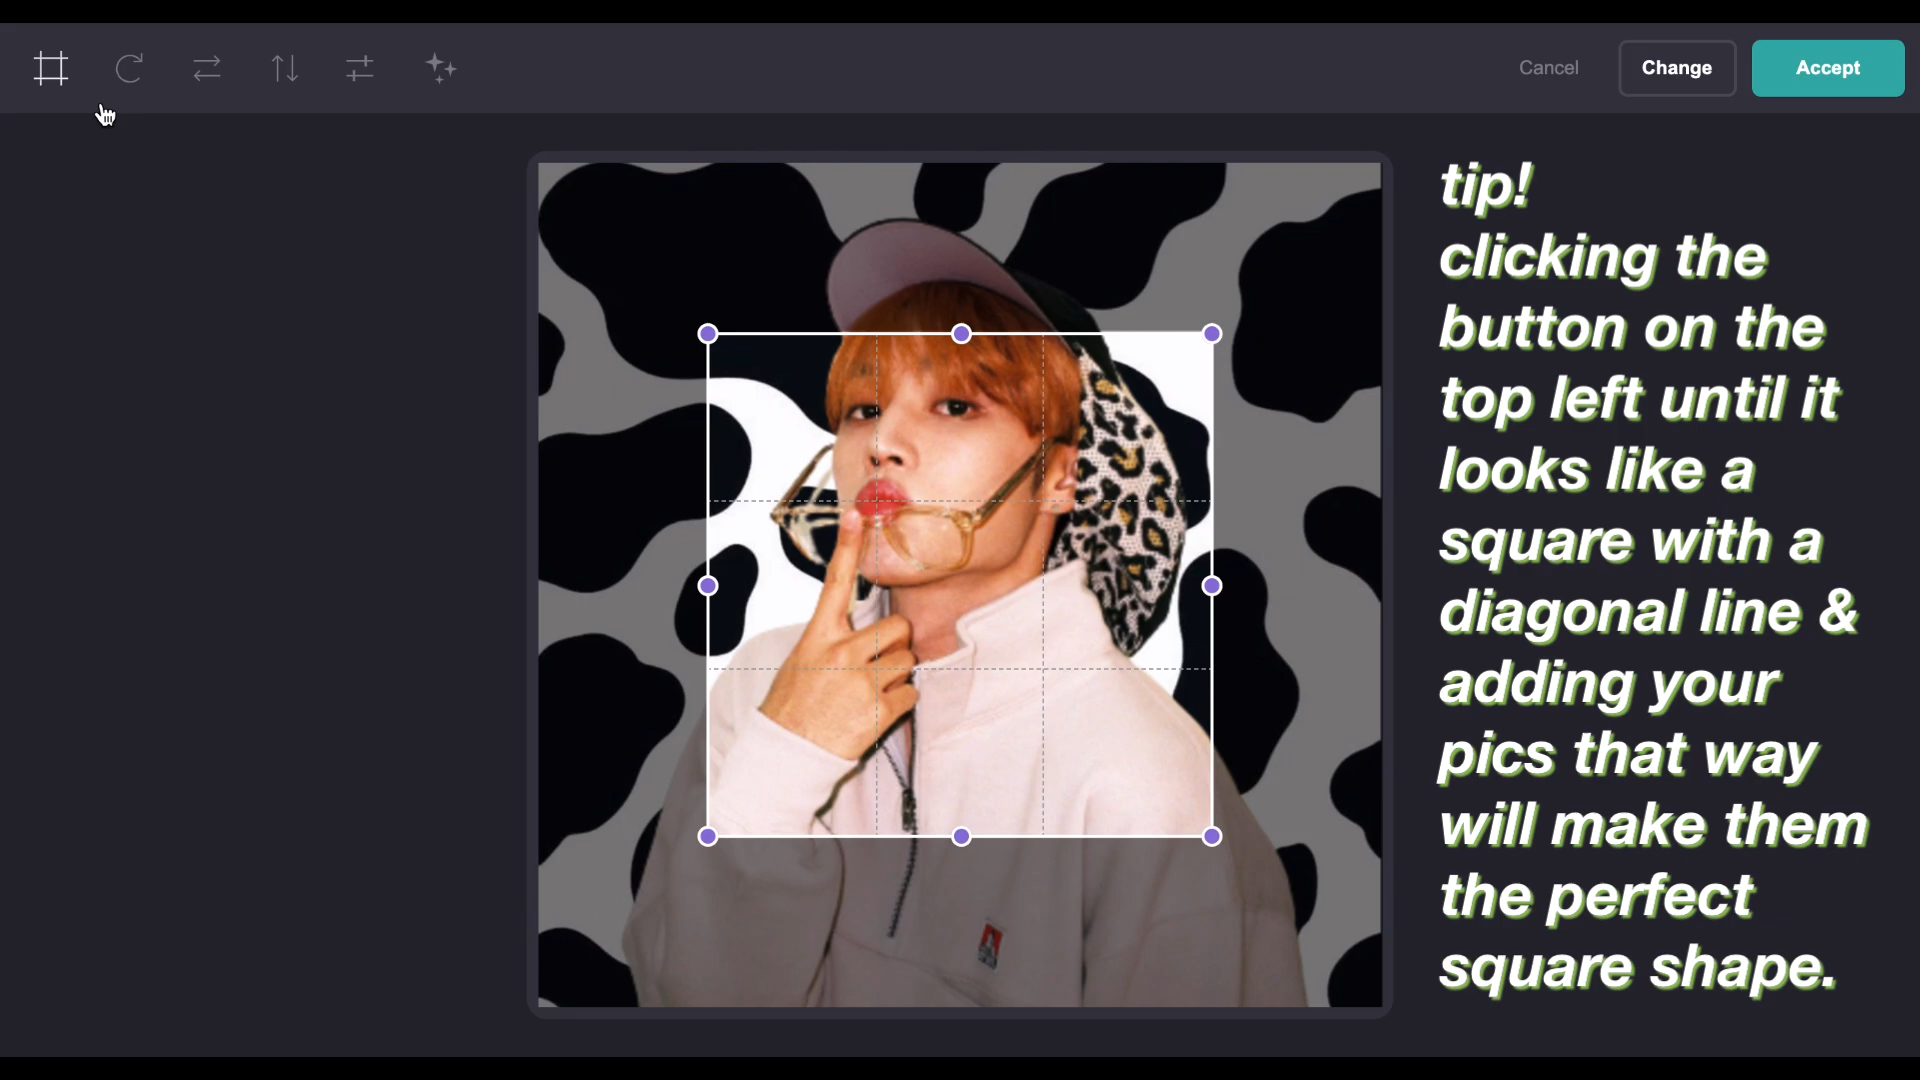 Cancel
Change
Accept
tip!
clicking the
button on the
top left until it
looks like a
square with a
diagonal line &
adding your
pics that way
will make them
the perfect
square shape.